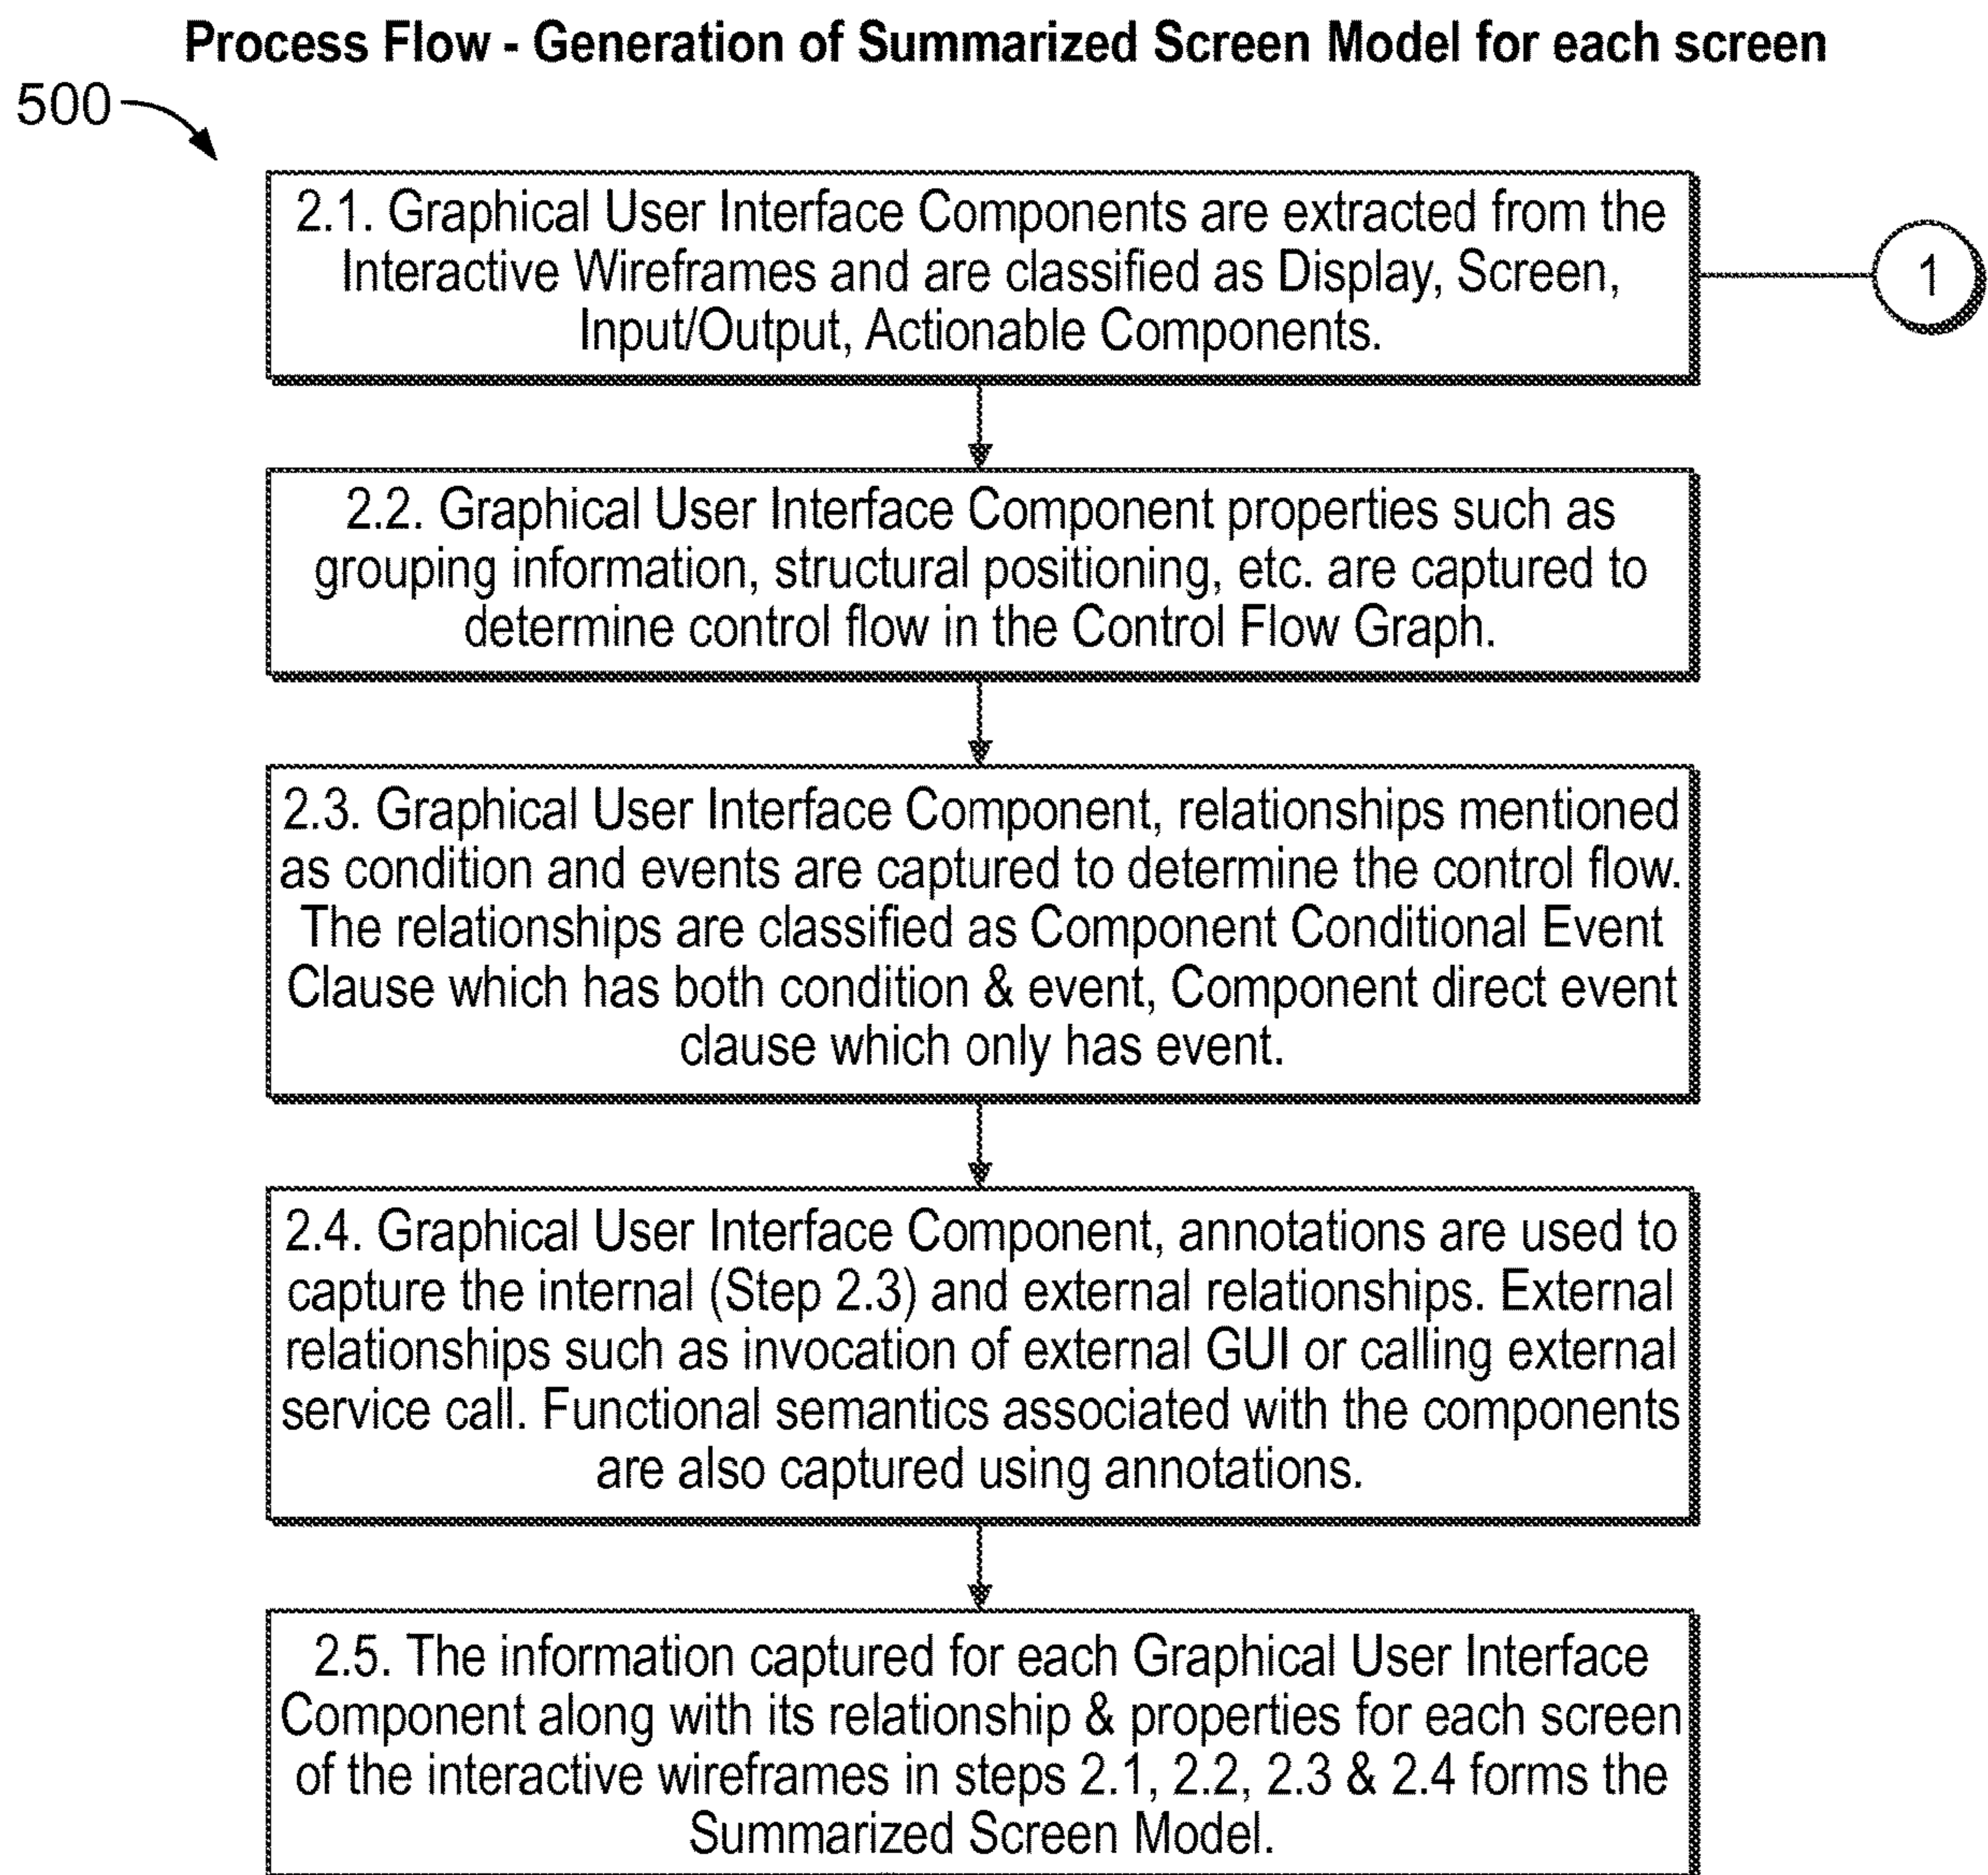 Process Flow - Generation of Summarized Screen Model for each screen
500
2.1. Graphical User Interface Components are extracted from the
Interactive Wireframes and are classified as Display, Screen,
Input/Output, Actionable Components.
1
2.2. Graphical User Interface Component properties such as
grouping information, structural positioning, etc. are captured to
determine control flow in the Control Flow Graph.
2.3. Graphical User Interface Component, relationships mentioned
as condition and events are captured to determine the control flow.
The relationships are classified as Component Conditional Event
Clause which has both condition & event, Component direct event
clause which only has event.
2.4. Graphical User Interface Component, annotations are used to
capture the internal (Step 2.3) and external relationships. External
relationships such as invocation of external GUI or calling external
service call. Functional semantics associated with the components
are also captured using annotations.
2.5. The information captured for each Graphical User Interface
Component along with its relationship & properties for each screen
of the interactive wireframes in steps 2.1, 2.2, 2.3 & 2.4 forms the
Summarized Screen Model.